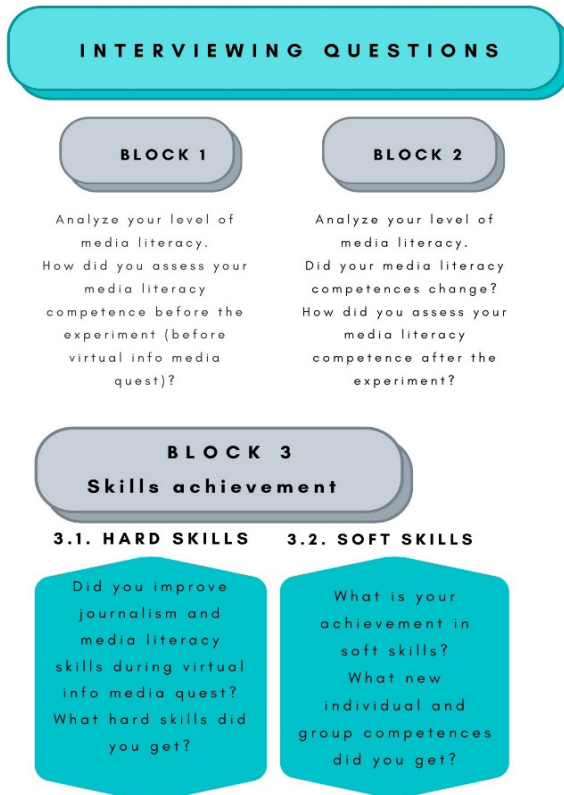 INTERVIEWING QUESTIONS
BLOCK 1
Analyze your level of
media literacy.
How did you assess your
media literacy
competence before the
experiment (before
virtual info media
quest)?
BLOCK 2
Analyze your level of
media literacy.
Did your media literacy
competences change?
How did you assess your
media literacy
competence after the
experiment?
BLOCK 3
Skills achievement
3.1. HARD SKILLS
Did you improve
journalism and
media literacy
skills during virtual
info media quest?
What hard skills did
you get?
3.2. SOFT SKILLS
What is your
achievement in
soft skills?
What new
individual and
group competences
did you get?